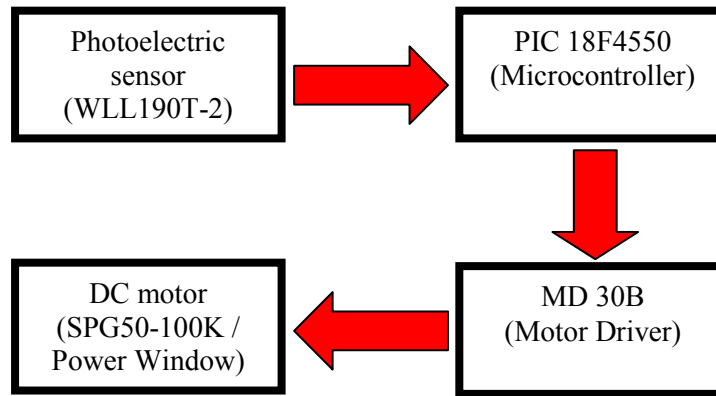 Photoelectric
sensor
(WLL190T-2)
PIC 18F4550
(Microcontroller)
MD 30B
(Motor Driver)
DC motor
(SPG50-100K /
Power Window)